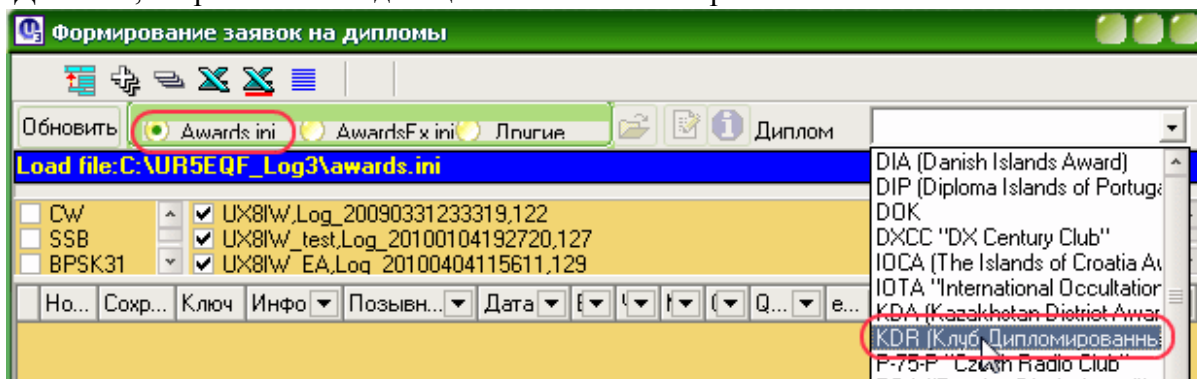 Формирование заявок на дипломы
Обновить Awards.ini AwardsEx.ini Другие Диплом
Load file:C:\UR5EQF_Log3\awards.ini
CW
SSB
BPSK31
UX8IW,Log_20090331233319,122
UX8IW_test,Log_20100104192720,127
UX8IW_EA,Log_20100404115611,129
Но... Сохр... Ключ Инфо Позывн... Дата Q... е...
DIA (Danish Islands Award)
DIP (Diploma Islands of Portuga
DOK
DXCC "DX Century Club"
IOCA (The Islands of Croatia Aw
IOTA "International Occultation
KDA (Kazakhstan District Awar
KDR (Клуб Дипломированны
P-75-P "Czech Radio Club"